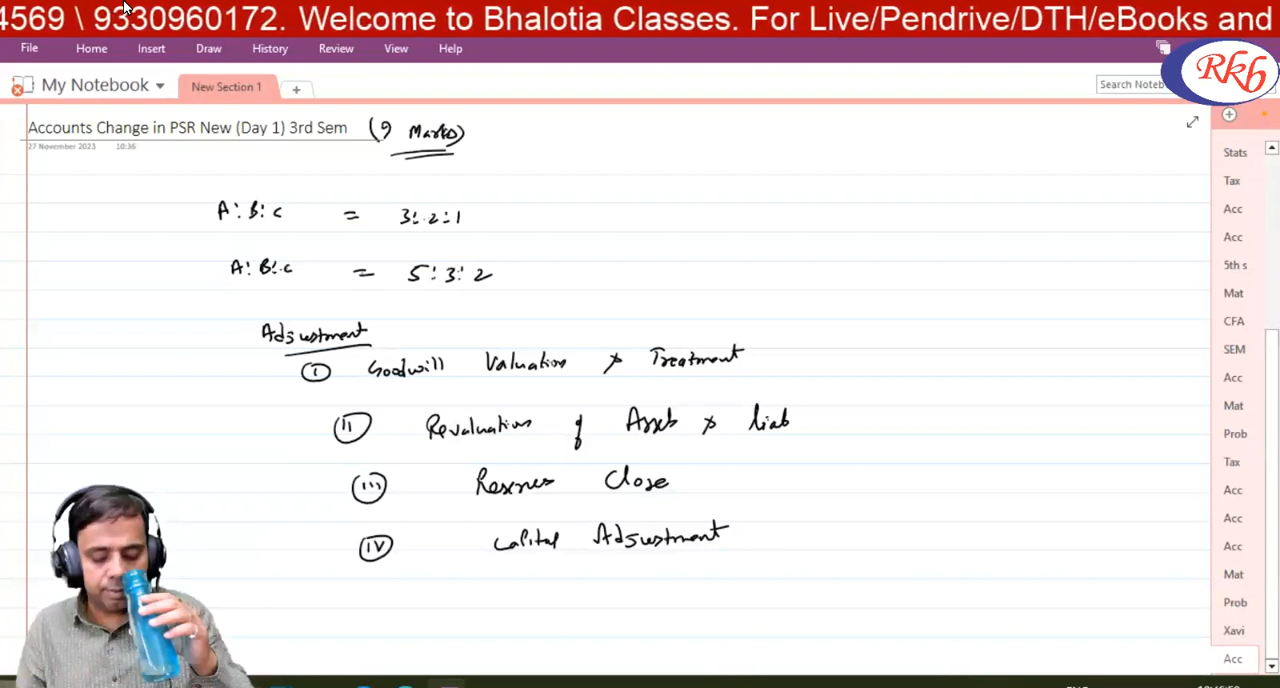 4569 \ 9330960172. Welcome to Bhalotia Classes. For Live/Pendrive/DTH/eBooks and
File Home Insert Draw History Review View Help
Rkb
My Notebook New Section 1 +
Search Noteb
Accounts Change in PSR New (Day 1) 3rd Sem (9 Marks)
27 November 2023 10:36
Stats
Tax
Acc
Acc
5th s
Mat
CFA
SEM
Acc
Mat
Prob
Tax
Acc
Acc
Acc
Mat
Prob
Xavi
Acc
A:B:C = 3:2:1
A:B:C = 5:3:2
Adjustment
(i) Goodwill Valuation & Treatment
(ii) Revaluation of Asset & liab
(iii) Reserves Close
(iv) Capital Adjustment